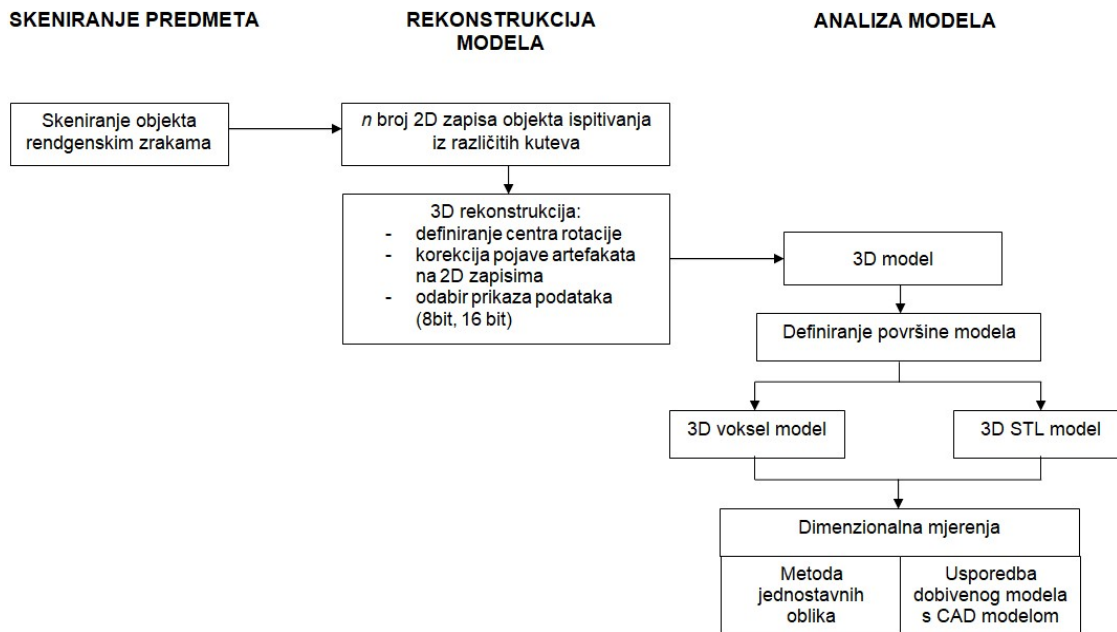 SKENIRANJE PREDMETA
REKONSTRUKCIJA
MODELA
ANALIZA MODELA
Skeniranje objekta
rendgenskim zrakama
n broj 2D zapisa objekta ispitivanja
iz različitih kuteva
3D rekonstrukcija:
- definiranje centra rotacije
- korekcija pojave artefakata
na 2D zapisima
- odabir prikaza podataka
(8bit, 16 bit)
3D model
Definiranje površine modela
3D voksel model
3D STL model
Dimenzionalna mjerenja
Metoda
jednostavnih
oblika
Usporedba
dobivenog modela
s CAD modelom